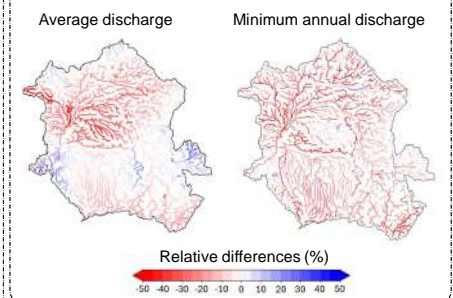 Average discharge
Minimum annual discharge
Relative differences (%)
-50 -40 -30 -20 -10 0 10 20 30 40 50